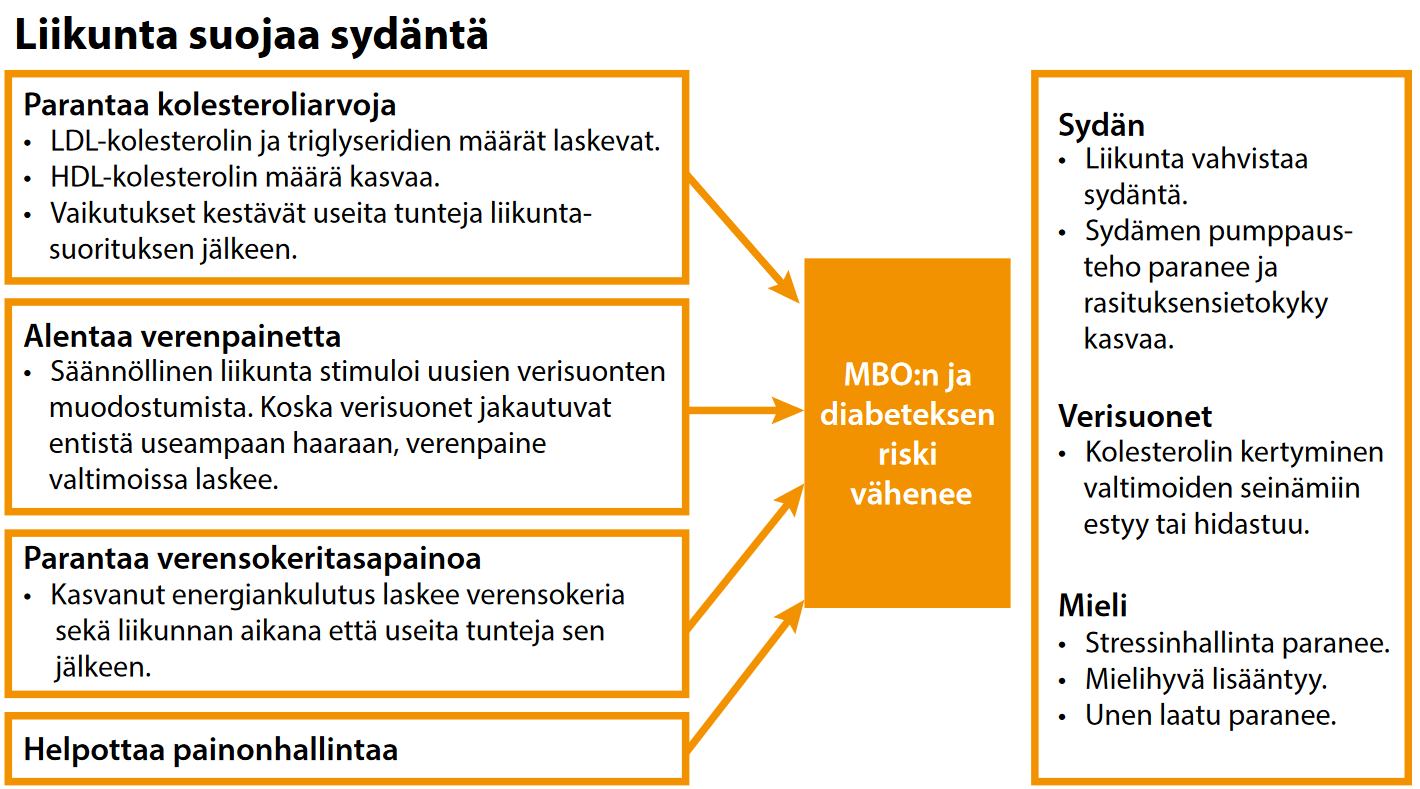 Liikunta suojaa sydäntä
Parantaa kolesteroliarvoja
• LDL-kolesterolin ja triglyseridien määrät laskevat.
• HDL-kolesterolin määrä kasvaa.
• Vaikutukset kestävät useita tunteja liikunta-
suorituksen jälkeen.
Alentaa verenpainetta
• Säännöllinen liikunta stimuloi uusien verisuonten
muodostumista. Koska verisuonet jakautuvat
entistä useampaan haaraan, verenpaine
valtimoissa laskee.
Parantaa verensokeritasapainoa
• Kasvanut energiankulutus laskee verensokeria
sekä liikunnan aikana että useita tunteja sen
jälkeen.
Helpottaa painonhallintaa
MBO:n ja
diabeteksen
riski
vähenee
Sydän
• Liikunta vahvistaa
sydäntä.
• Sydämen pumppaus-
teho paranee ja
rasituksensietokyky
kasvaa.
Verisuonet
• Kolesterolin kertyminen
valtimoiden seinämiin
estyy tai hidastuu.
Mieli
• Stressinhallinta paranee.
• Mielihyvä lisääntyy.
• Unen laatu paranee.